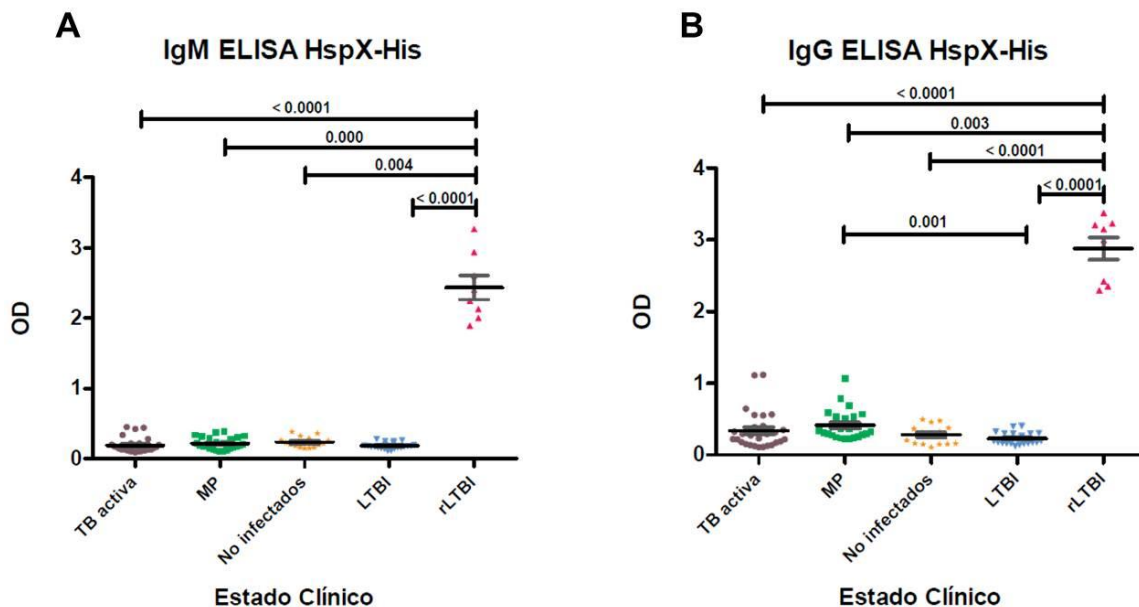 A
IgM ELISA HspX-His
< 0.0001
0.000
0.004
< 0.0001
4
3
2
1
0
OD
TB activa
MP
No infectados
LTBI
rLTBI
Estado Clínico
B
IgG ELISA HspX-His
< 0.0001
0.003
< 0.0001
< 0.0001
0.001
4
3
2
1
0
OD
TB activa
MP
No infectados
LTBI
rLTBI
Estado Clínico